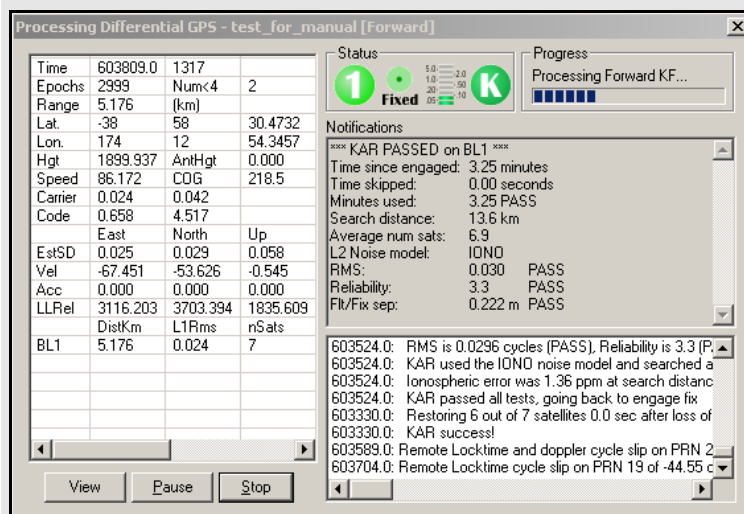 Processing Differential GPS - test_for_manual [Forward]
Time 603809.0 1317
Epochs 2999 Num<4 2
Range 5.176 (km)
Lat. -38 58 30.4732
Lon. 174 12 54.3457
Hgt 1899.937 AntHgt 0.000
Speed 86.172 COG 218.5
Carrier 0.024 0.042
Code 0.658 4.517
East North Up
EstSD 0.025 0.029 0.058
Vel -67.451 -53.626 -0.545
Acc 0.000 0.000 0.000
LLRel 3116.203 3703.394 1835.609
DistKm L1Rms nSats
BL1 5.176 0.024 7
View Pause Stop
Status
1
Fixed
5.0
1.0
.20
.05
2.0
.50
.10
K
Progress
Processing Forward KF...
Notifications
*** KAR PASSED on BL1 ***
Time since engaged: 3.25 minutes
Time skipped: 0.00 seconds
Minutes used: 3.25 PASS
Search distance: 13.6 km
Average num sats: 6.9
L2 Noise model: IONO
RMS: 0.030 PASS
Reliability: 3.3 PASS
Flt/Fix sep: 0.222 m PASS
603524.0: RMS is 0.0296 cycles (PASS), Reliability is 3.3 (P
603524.0: KAR used the IONO noise model and searched a
603524.0: Ionospheric error was 1.36 ppm at search distanc
603524.0: KAR passed all tests, going back to engage fix
603330.0: Restoring 6 out of 7 satellites 0.0 sec after loss of
603330.0: KAR success!
603589.0: Remote Locktime and doppler cycle slip on PRN 2
603704.0: Remote Locktime cycle slip on PRN 19 of -44.55 c